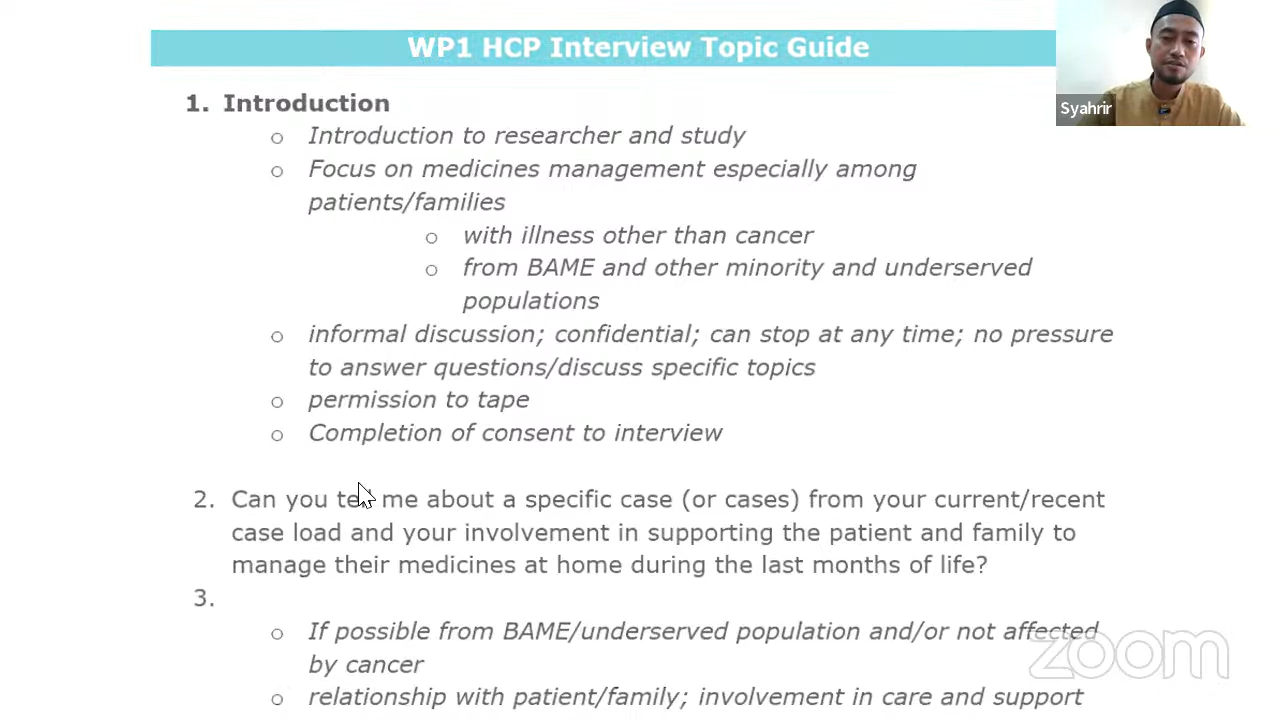 WP1 HCP Interview Topic Guide
Syahrir
1. Introduction
o Introduction to researcher and study
o Focus on medicines management especially among
patients/families
o with illness other than cancer
o from BAME and other minority and underserved
populations
o informal discussion; confidential; can stop at any time; no pressure
to answer questions/discuss specific topics
o permission to tape
o Completion of consent to interview
2. Can you tell me about a specific case (or cases) from your current/recent
case load and your involvement in supporting the patient and family to
manage their medicines at home during the last months of life?
3.
o If possible from BAME/underserved population and/or not affected
by cancer
o relationship with patient/family; involvement in care and support
zoom